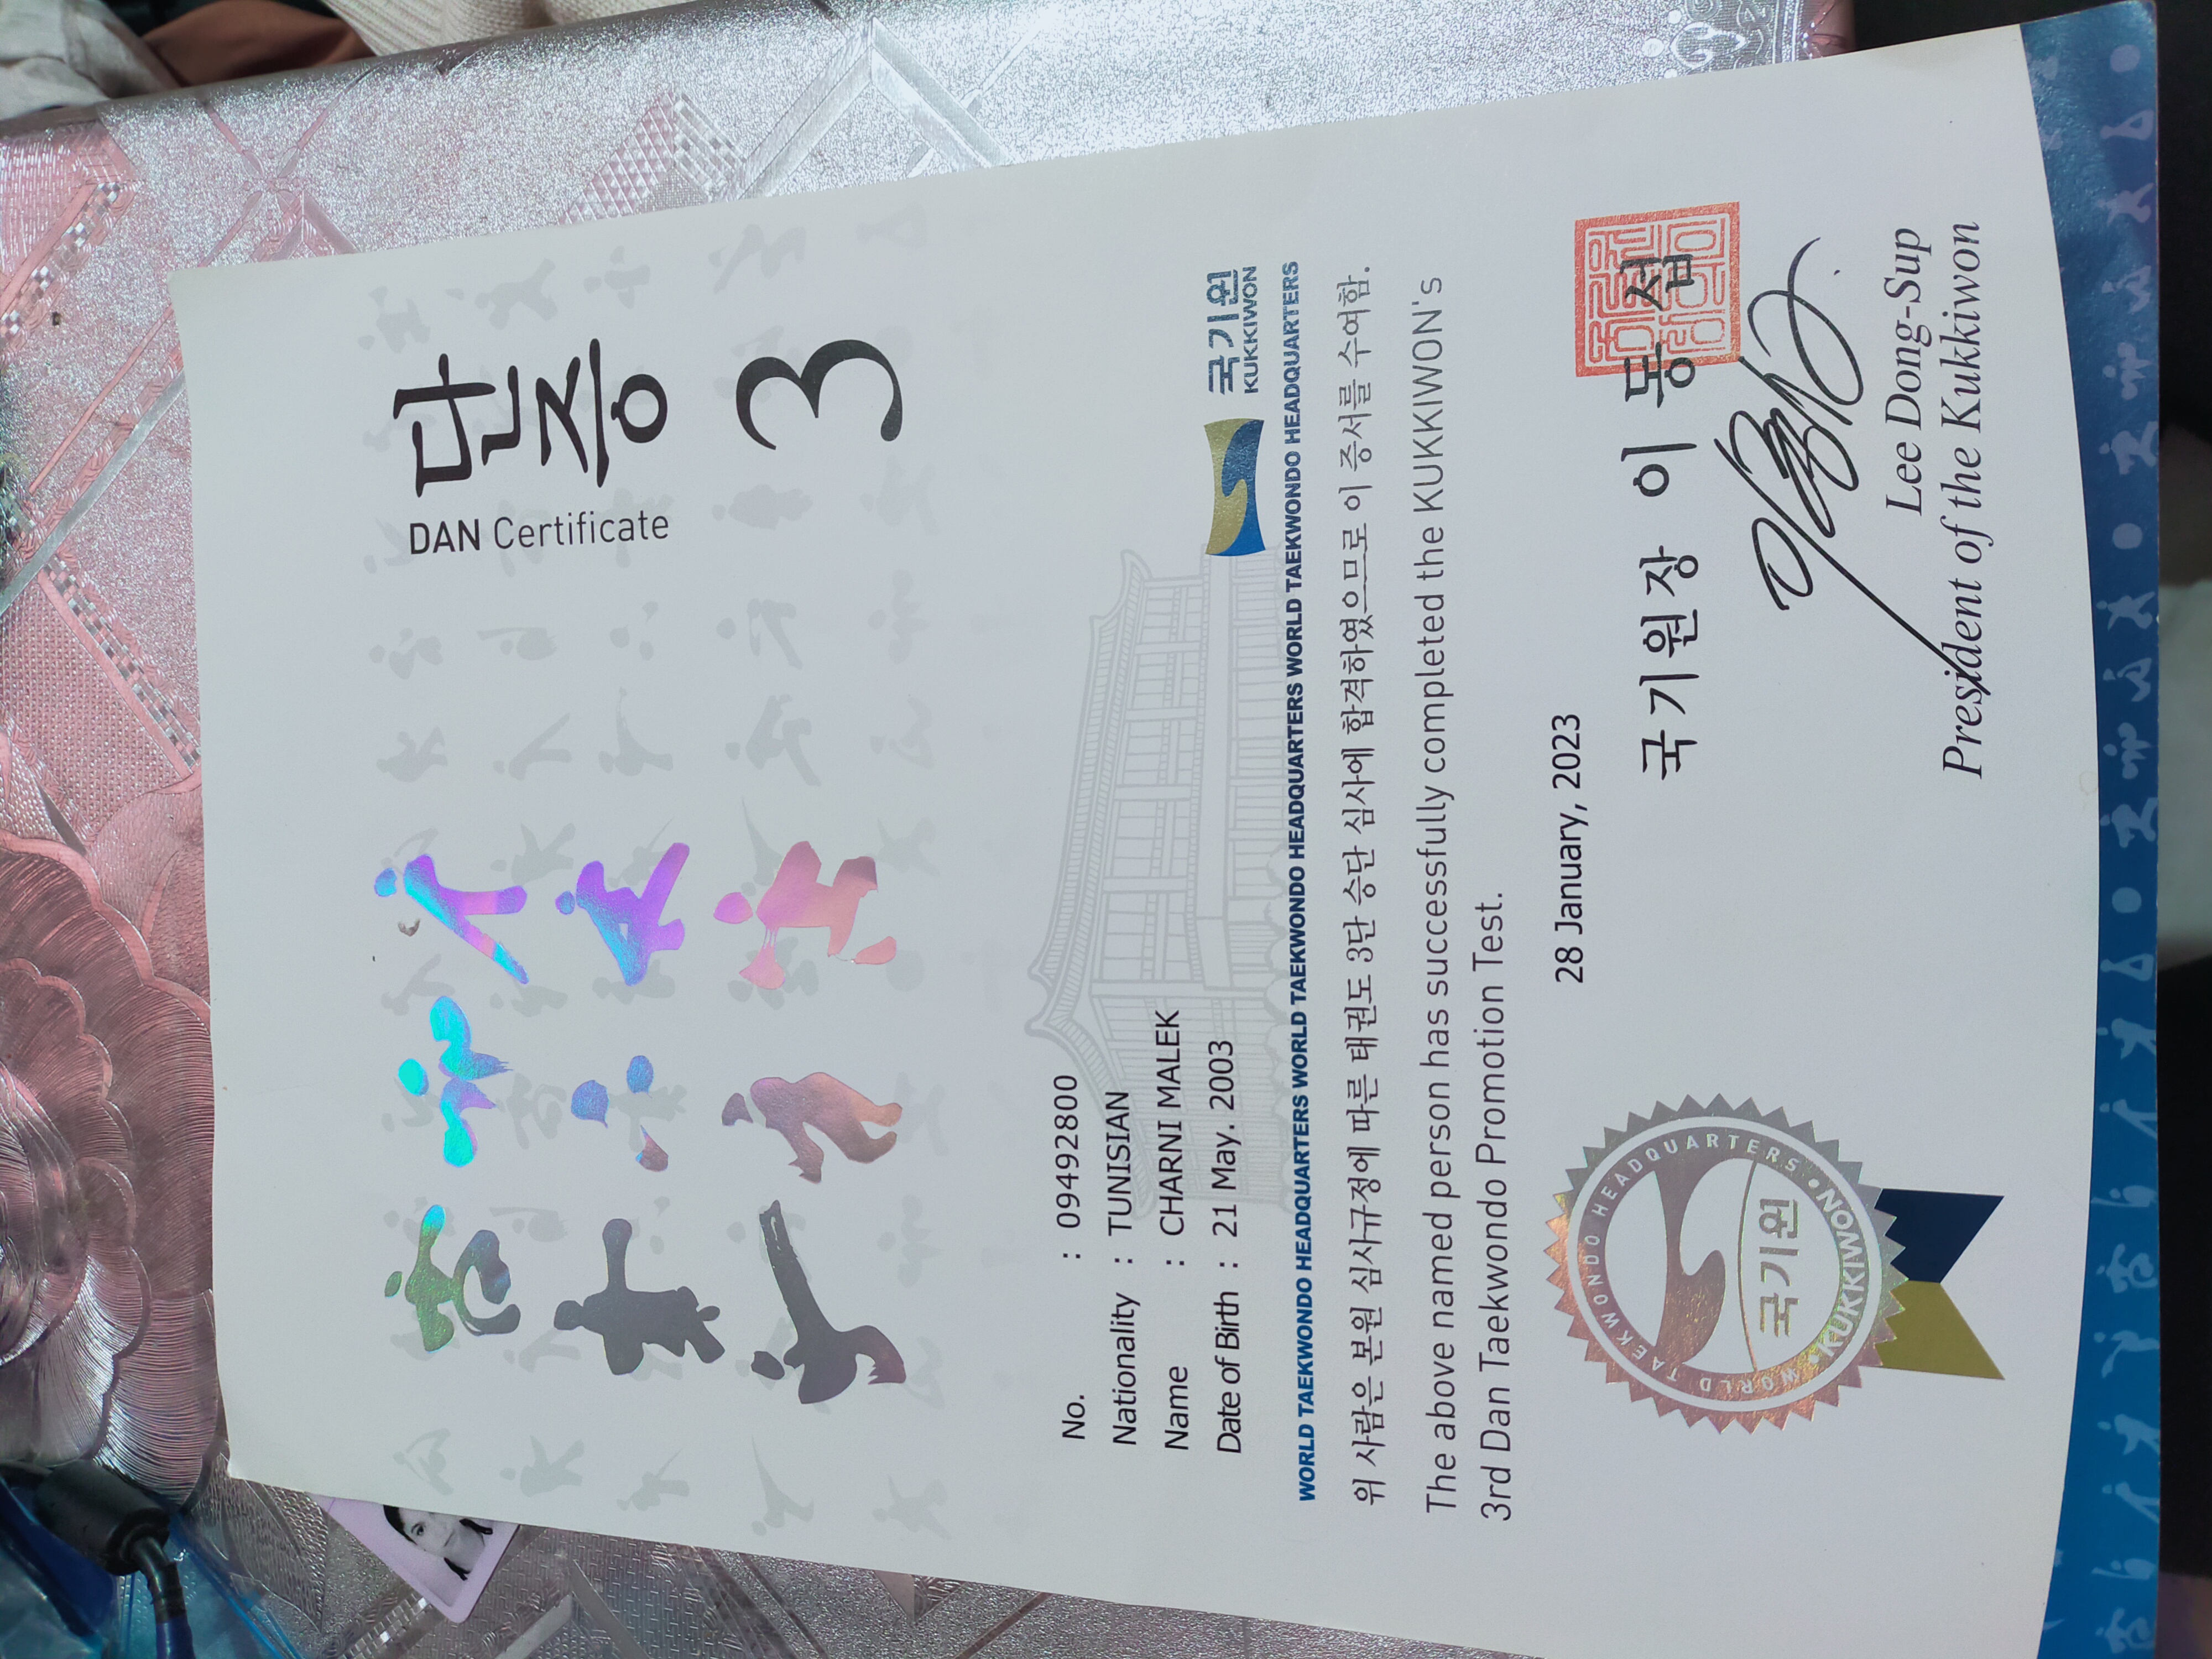 단증
DAN Certificate
3
No. : 09492800
Nationality : TUNISIAN
Name : CHARNI MALEK
Date of Birth : 21 May. 2003
국기원
KUKKIWON
WORLD TAEKWONDO HEADQUARTERS WORLD TAEKWONDO HEADQUARTERS WORLD TAEKWONDO HEADQUARTERS WORLD TAEKWONDO HEADQUARTERS
위 사람은 본원 심사규정에 따른 태권도 3단 승단 심사에 합격하였으므로 이 증서를 수여함.
The above named person has successfully completed the KUKKIWON's
3rd Dan Taekwondo Promotion Test.
28 January, 2023
국기원장 이동섭
Lee Dong-Sup
President of the Kukkiwon
WORLD TAEKWONDO HEADQUARTERS
국기원
•KUKKIWON•